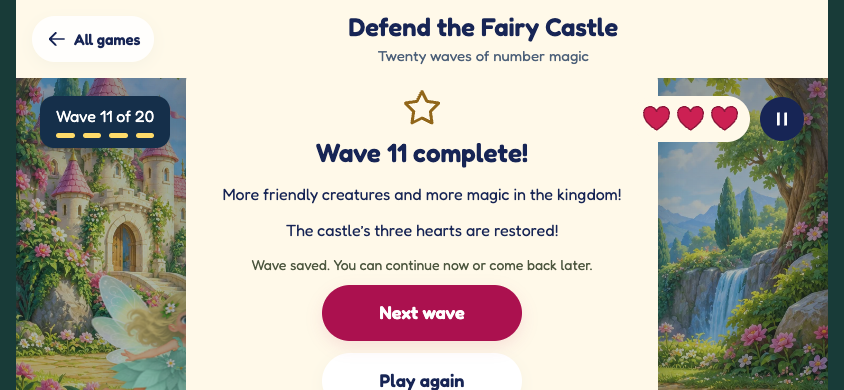 All games
Defend the Fairy Castle
Twenty waves of number magic
Wave 11 of 20
Wave 11 complete!
More friendly creatures and more magic in the kingdom!
The castle's three hearts are restored!
Wave saved. You can continue now or come back later.
Next wave
Play again